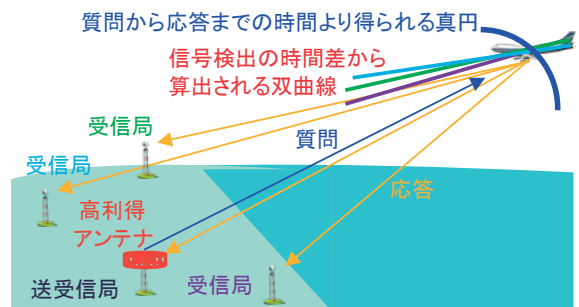 質問から応答までの時間より得られる真円
信号検出の時間差から
算出される双曲線
受信局
質問
受信局
応答
高利得
アンテナ
送受信局
受信局